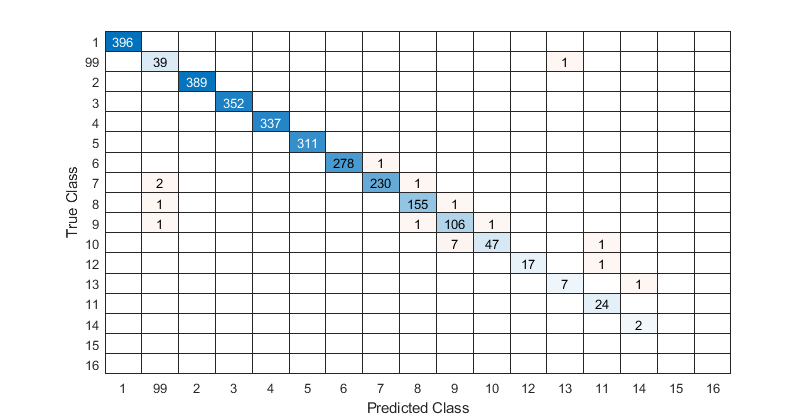 1 396
99 39 1
2 389
3 352
4 337
5 311
6 278 1
7 2 230 1
8 1 155 1
9 1 1 106 1
10 7 47 1
12 17 1
13 7 1
11 24
14 2
15
16
True Class
1 99 2 3 4 5 6 7 8 9 10 12 13 11 14 15 16
Predicted Class